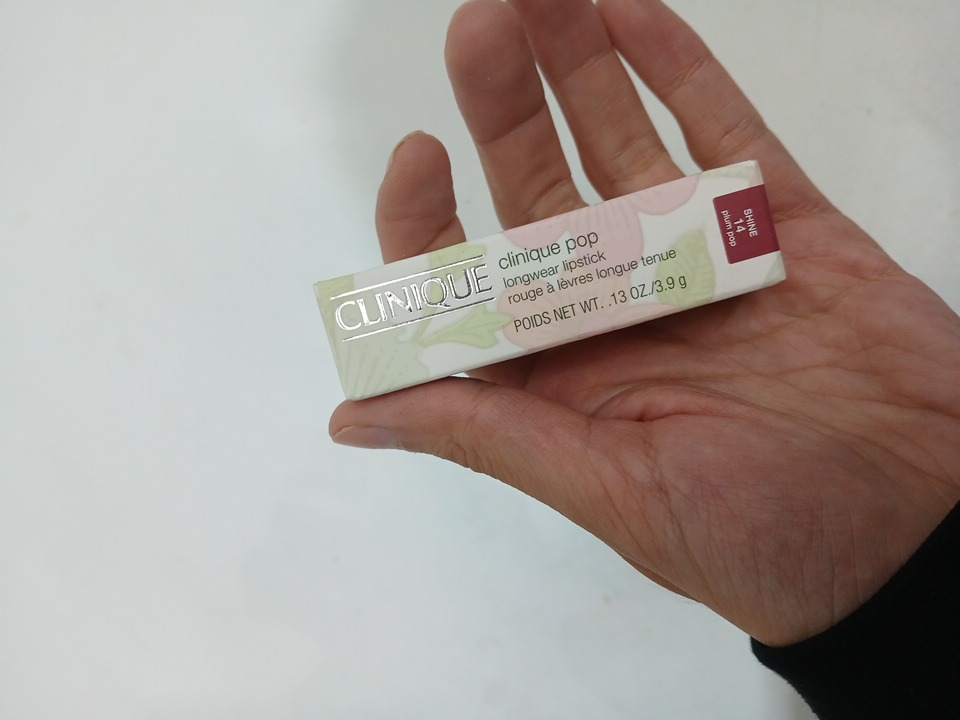 CLINIQUE
clinique pop
longwear lipstick
rouge à lèvres longue tenue
POIDS NET WT. .13 OZ./3.9 g
SHINE
14
plum pop